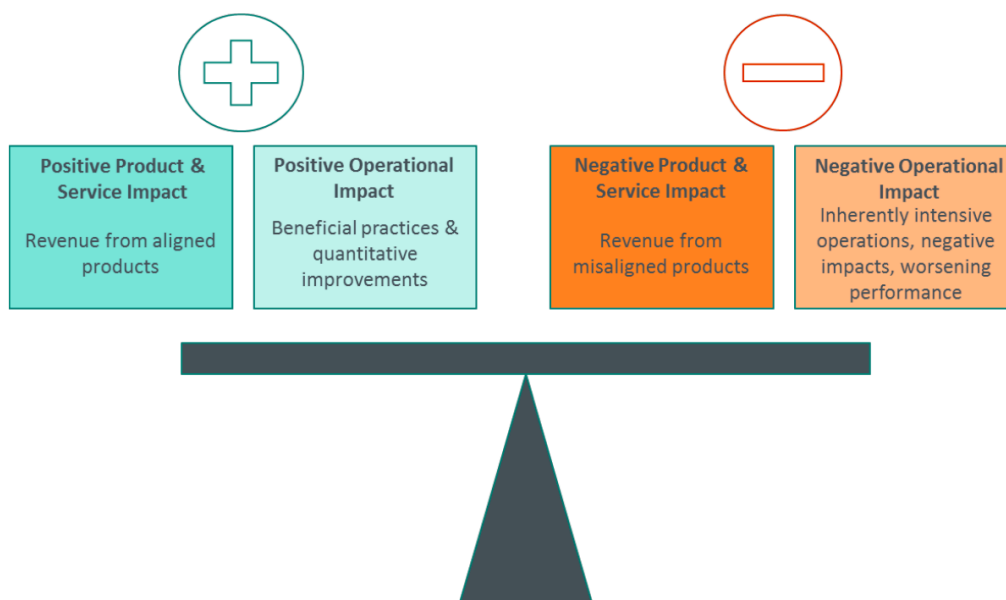 Positive Product &
Service Impact
Revenue from aligned
products
Positive Operational
Impact
Beneficial practices &
quantitative
improvements
Negative Product &
Service Impact
Revenue from
misaligned products
Negative Operational
Impact
Inherently intensive
operations, negative
impacts, worsening
performance